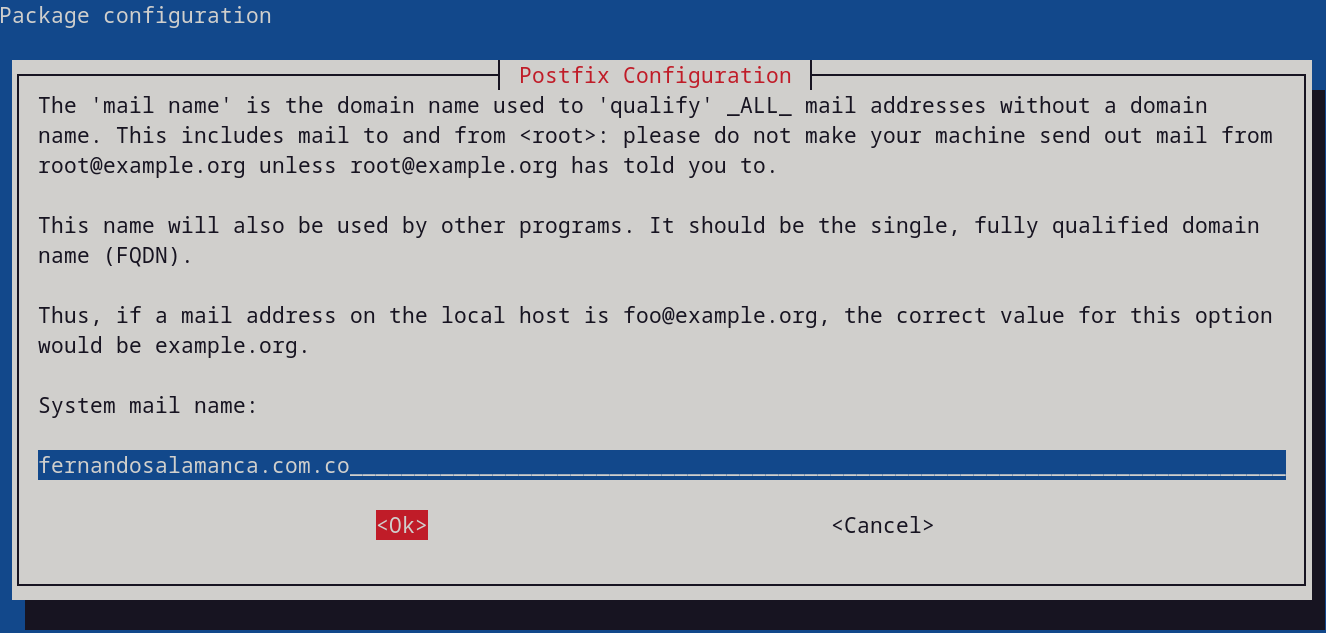 Package configuration
Postfix Configuration
The 'mail name' is the domain name used to 'qualify' _ALL_ mail addresses without a domain
name. This includes mail to and from <root>: please do not make your machine send out mail from
root@example.org unless root@example.org has told you to.
This name will also be used by other programs. It should be the single, fully qualified domain
name (FQDN).
Thus, if a mail address on the local host is foo@example.org, the correct value for this option
would be example.org.
System mail name:
fernandosalamanca.com.co________________________________________________________________________
<Ok> <Cancel>